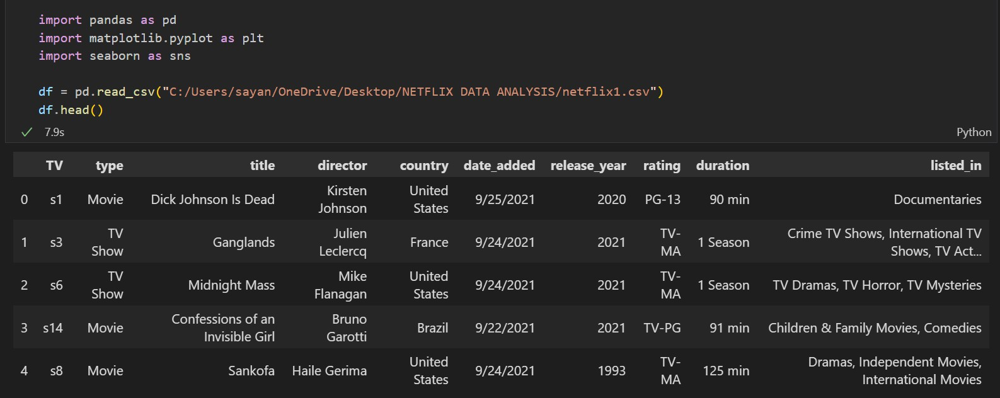 import pandas as pd
import matplotlib.pyplot as plt
import seaborn as sns
df = pd.read_csv("C:/Users/sayan/OneDrive/Desktop/NETFLIX DATA ANALYSIS/netflix1.csv")
df.head()
7.9s Python
TV type title director country date_added release_year rating duration listed_in
0 s1 Movie Dick Johnson Is Dead Kirsten Johnson United States 9/25/2021 2020 PG-13 90 min Documentaries
1 s3 TV Show Ganglands Julien Leclercq France 9/24/2021 2021 TV-MA 1 Season Crime TV Shows, International TV Shows, TV Act...
2 s6 TV Show Midnight Mass Mike Flanagan United States 9/24/2021 2021 TV-MA 1 Season TV Dramas, TV Horror, TV Mysteries
3 s14 Movie Confessions of an Invisible Girl Bruno Garotti Brazil 9/22/2021 2021 TV-PG 91 min Children & Family Movies, Comedies
4 s8 Movie Sankofa Haile Gerima United States 9/24/2021 1993 TV-MA 125 min Dramas, Independent Movies, International Movies